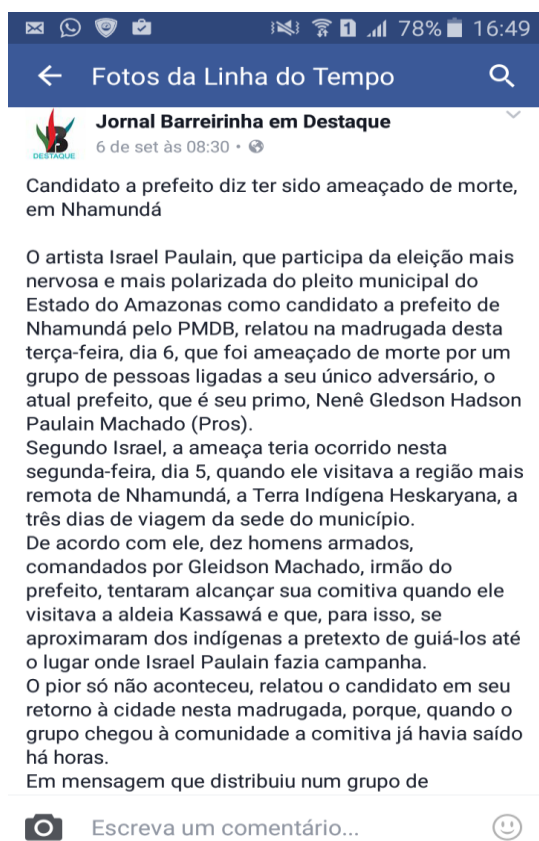 78% 16:49
Fotos da Linha do Tempo
B
DESTAQUE
Jornal Barreirinha em Destaque
6 de set às 08:30 •
Candidato a prefeito diz ter sido ameaçado de morte,
em Nhamundá
O artista Israel Paulain, que participa da eleição mais
nervosa e mais polarizada do pleito municipal do
Estado do Amazonas como candidato a prefeito de
Nhamundá pelo PMDB, relatou na madrugada desta
terça-feira, dia 6, que foi ameaçado de morte por um
grupo de pessoas ligadas a seu único adversário, o
atual prefeito, que é seu primo, Nenê Gledson Hadson
Paulain Machado (Pros).
Segundo Israel, a ameaça teria ocorrido nesta
segunda-feira, dia 5, quando ele visitava a região mais
remota de Nhamundá, a Terra Indígena Heskaryana, a
três dias de viagem da sede do município.
De acordo com ele, dez homens armados,
comandados por Gleidson Machado, irmão do
prefeito, tentaram alcançar sua comitiva quando ele
visitava a aldeia Kassawá e que, para isso, se
aproximaram dos indígenas a pretexto de guiá-los até
o lugar onde Israel Paulain fazia campanha.
O pior só não aconteceu, relatou o candidato em seu
retorno à cidade nesta madrugada, porque, quando o
grupo chegou à comunidade a comitiva já havia saído
há horas.
Em mensagem que distribuiu num grupo de
Escreva um comentário...